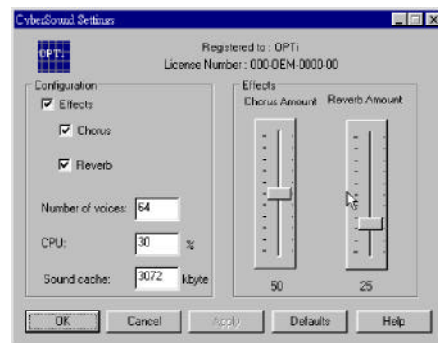 CyberSound Settings
OPTi
Registered to : OPTi
License Number : 000-OEM-0000-00
Configuration
Effects
Chorus
Reverb
Number of voices: 64
CPU: 30 %
Sound cache: 3072 kbyte
Effects
Chorus Amount
Reverb Amount
50
25
OK
Cancel
Apply
Defaults
Help